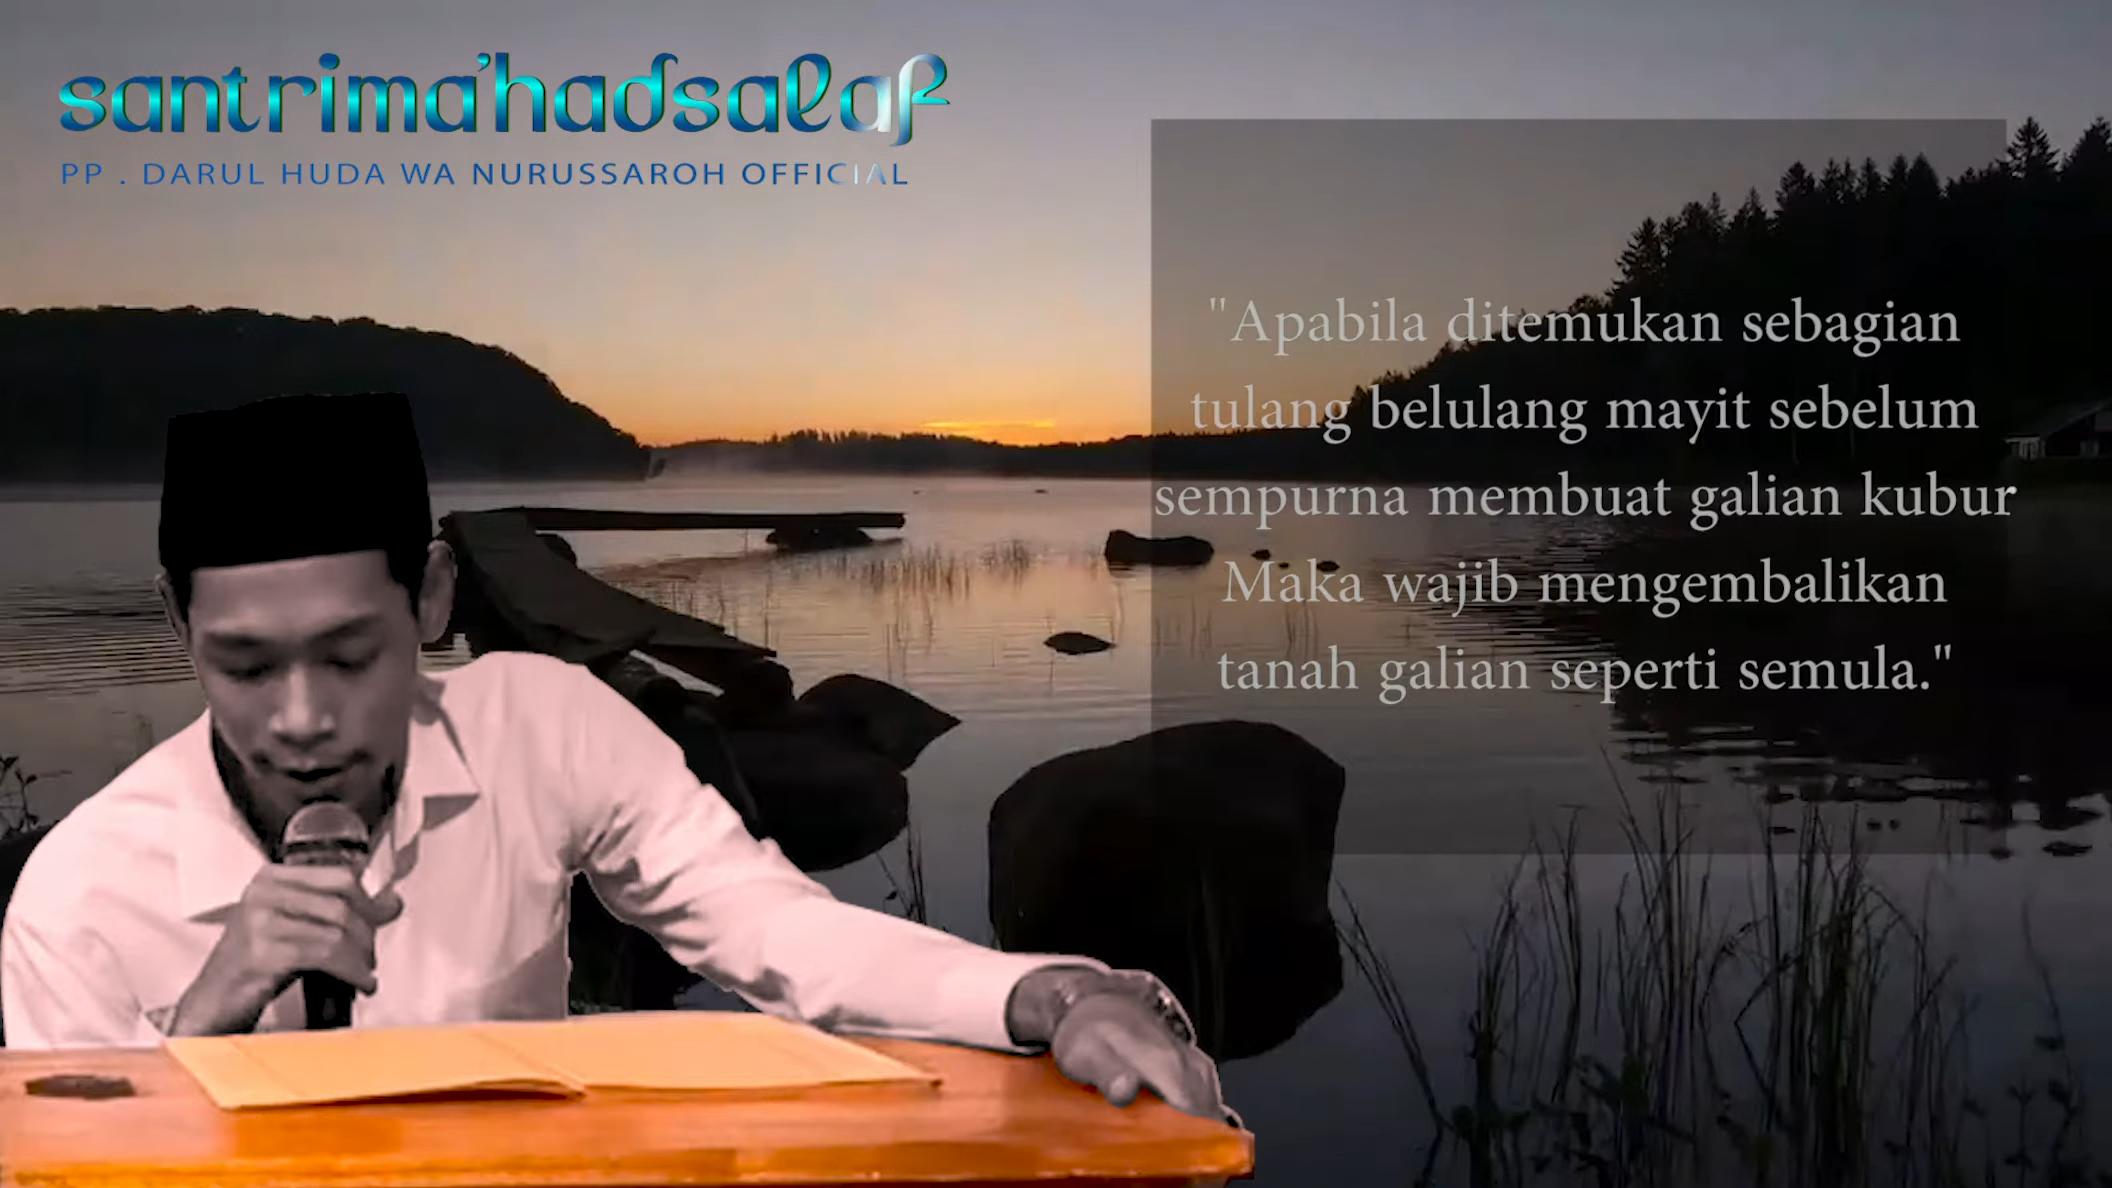 santrima'hadsalaf
PP . DARUL HUDA WA NURUSSAROH OFFICIAL
"Apabila ditemukan sebagian
tulang belulang mayit sebelum
sempurna membuat galian kubur
Maka wajib mengembalikan
tanah galian seperti semula."